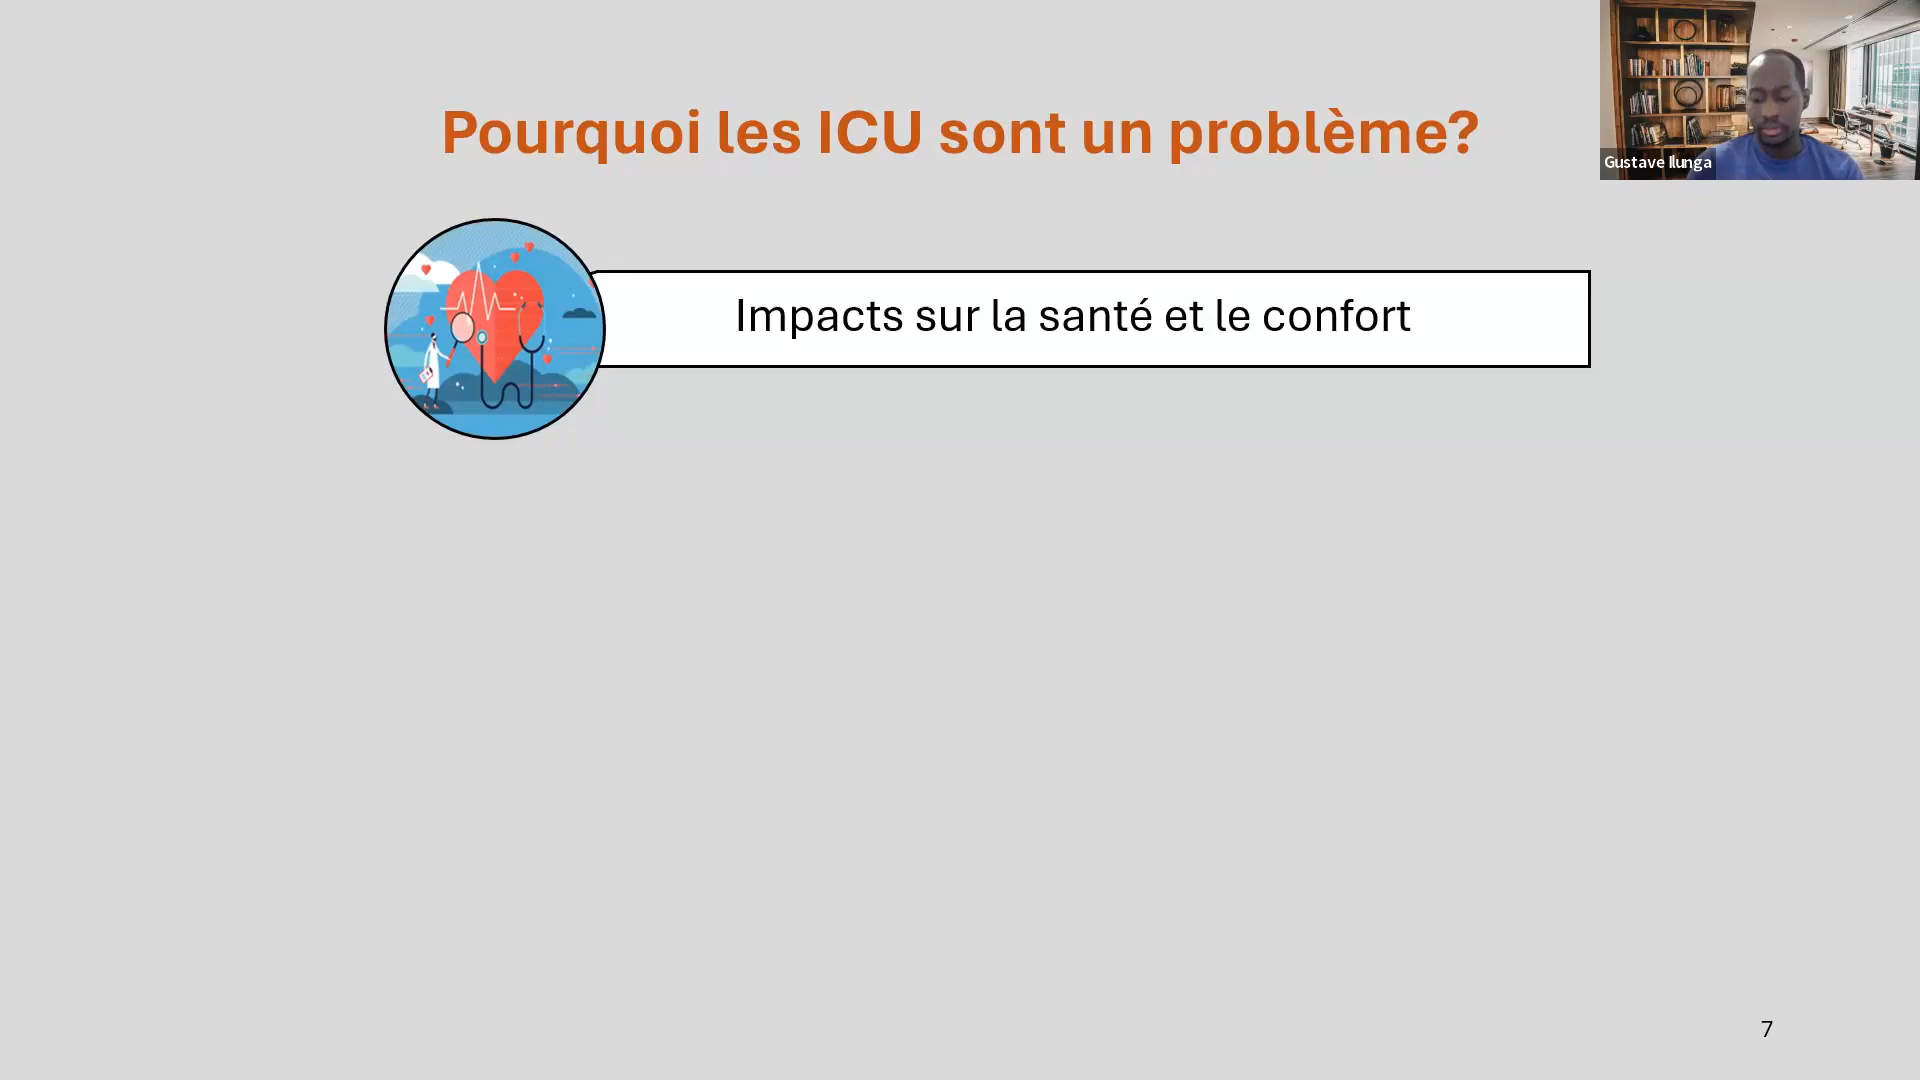 Pourquoi les ICU sont un problème?
Gustave Ilunga
Impacts sur la santé et le confort
7